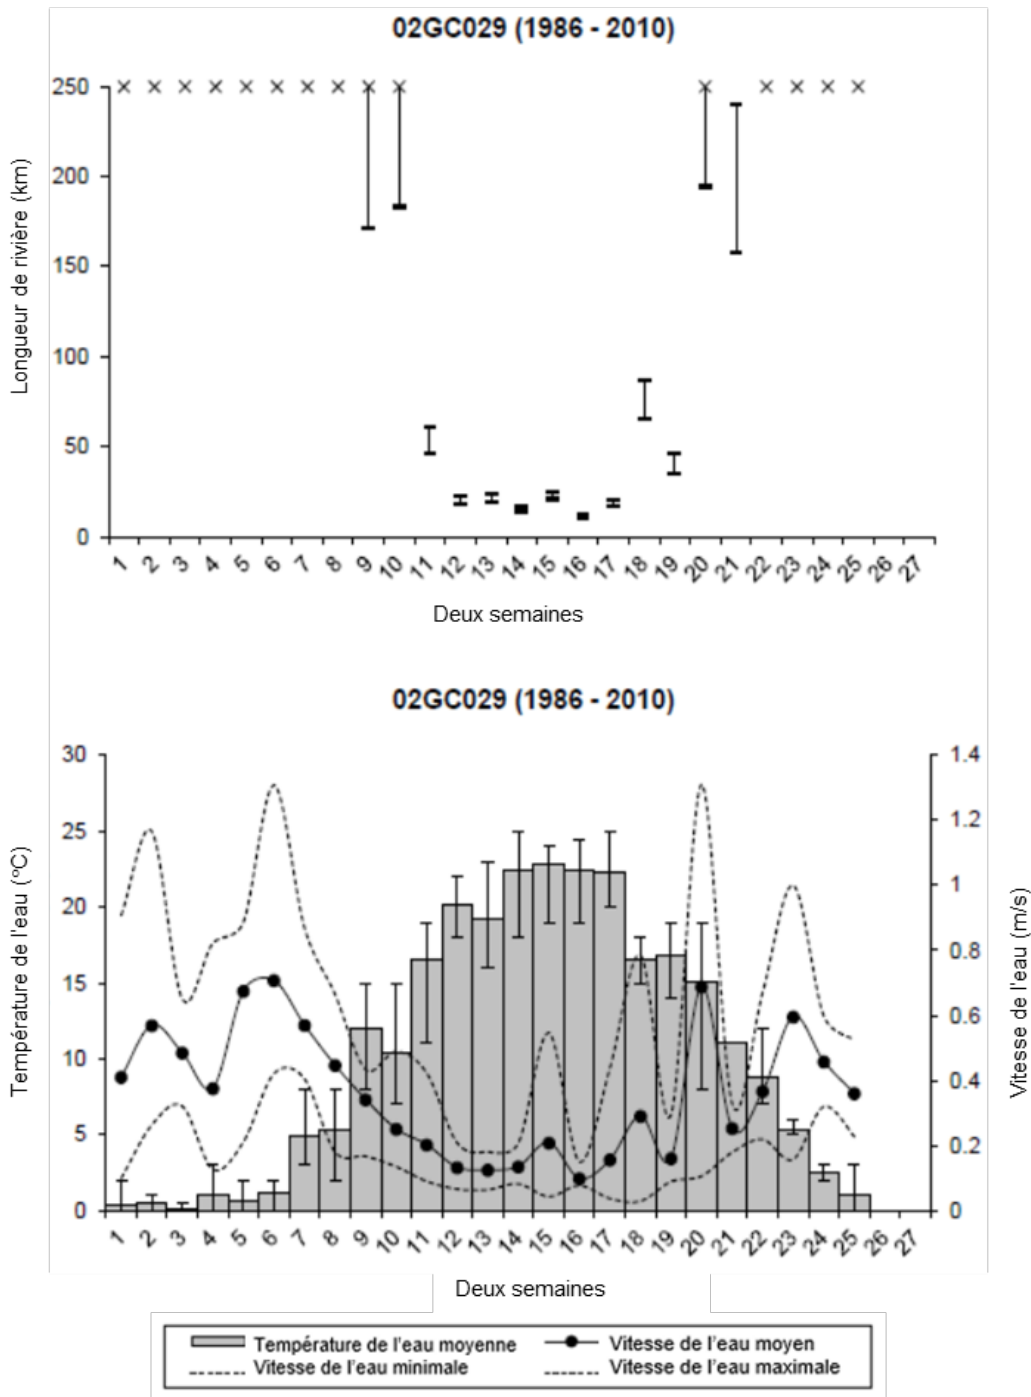 02GC029 (1986 - 2010)
Longueur de rivière (km)
250
200
150
100
50
0
1 2 3 4 5 6 7 8 9 10 11 12 13 14 15 16 17 18 19 20 21 22 23 24 25 26 27
Deux semaines
02GC029 (1986 - 2010)
Température de l'eau (°C)
30
25
20
15
10
5
0
1.4
1.2
1
0.8
0.6
0.4
0.2
0
Vitesse de l'eau (m/s)
1 2 3 4 5 6 7 8 9 10 11 12 13 14 15 16 17 18 19 20 21 22 23 24 25 26 27
Deux semaines
Température de l'eau moyenne Vitesse de l'eau moyen
Vitesse de l'eau minimale Vitesse de l'eau maximale